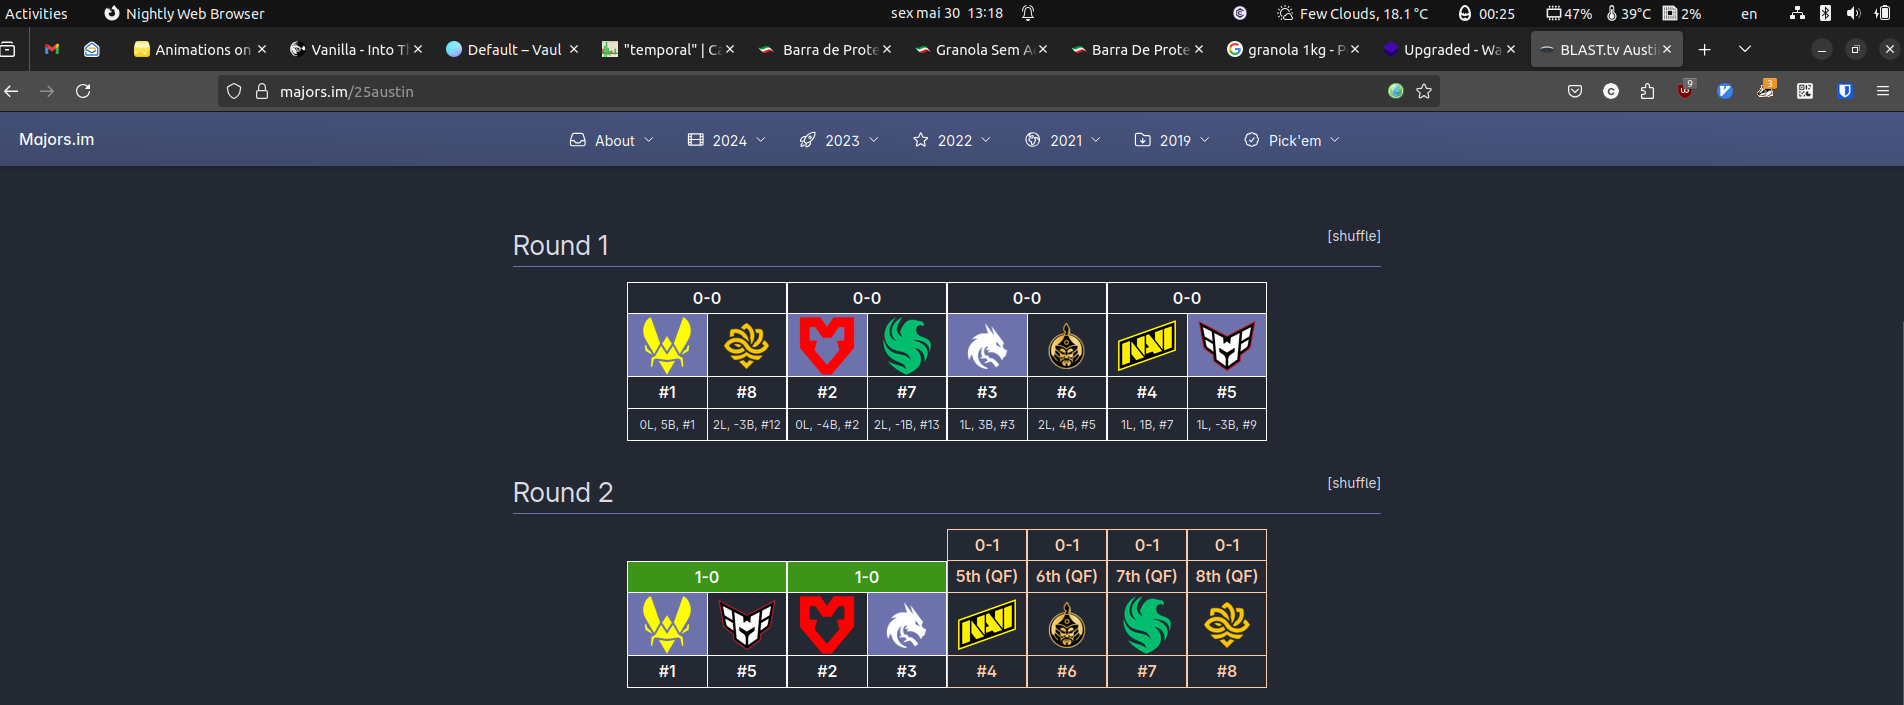 Activities Nightly Web Browser sex mai 30 13:18 Few Clouds, 18.1 °C 00:25 47% 39°C 2% en
Animations on Vanilla - Into Th Default – Vaul "temporal" | Ca Barra de Prote Granola Sem A Barra De Prote granola 1kg - P Upgraded - Wa BLAST.tv Austi
majors.im/25austin 9 3
Majors.im About 2024 2023 2022 2021 2019 Pick'em
Round 1 [shuffle]
0-0 0-0 0-0 0-0
NAVI
#1 #8 #2 #7 #3 #6 #4 #5
0L, 5B, #1 2L, -3B, #12 0L, -4B, #2 2L, -1B, #13 1L, 3B, #3 2L, 4B, #5 1L, 1B, #7 1L, -3B, #9
Round 2 [shuffle]
0-1 0-1 0-1 0-1
1-0 1-0 5th (QF) 6th (QF) 7th (QF) 8th (QF)
NAVI
#1 #5 #2 #3 #4 #6 #7 #8